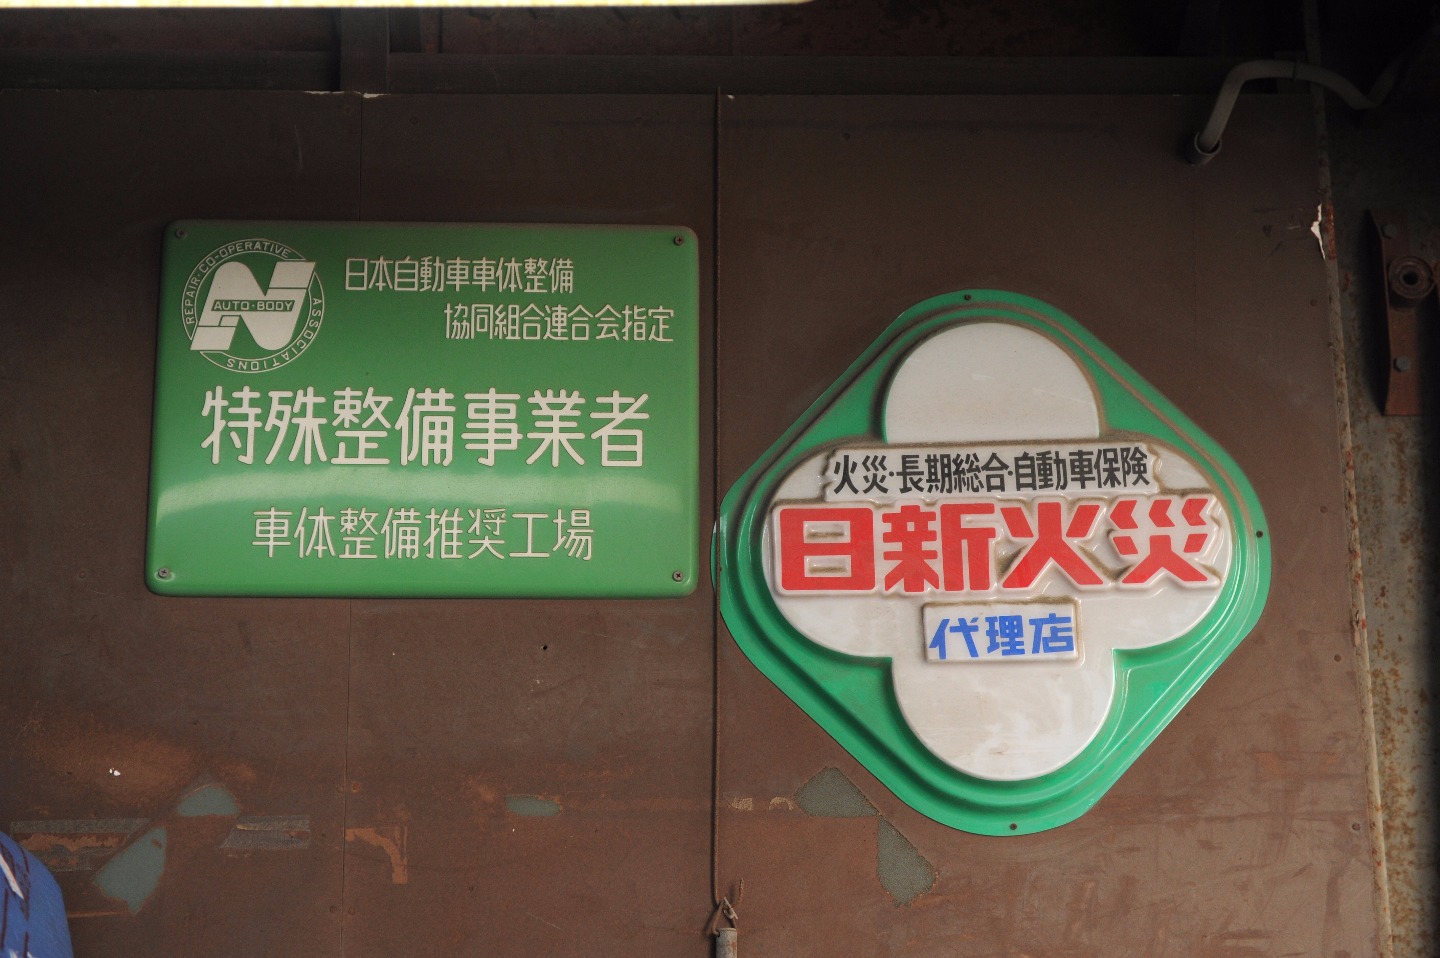 REPAIR·CO-OPERATIVE
ASSOCIATIONS
AUTO·BODY
日本自動車車体整備
協同組合連合会指定
特殊整備事業者
車体整備推奨工場
火災·長期総合·自動車保険
日新火災
代理店